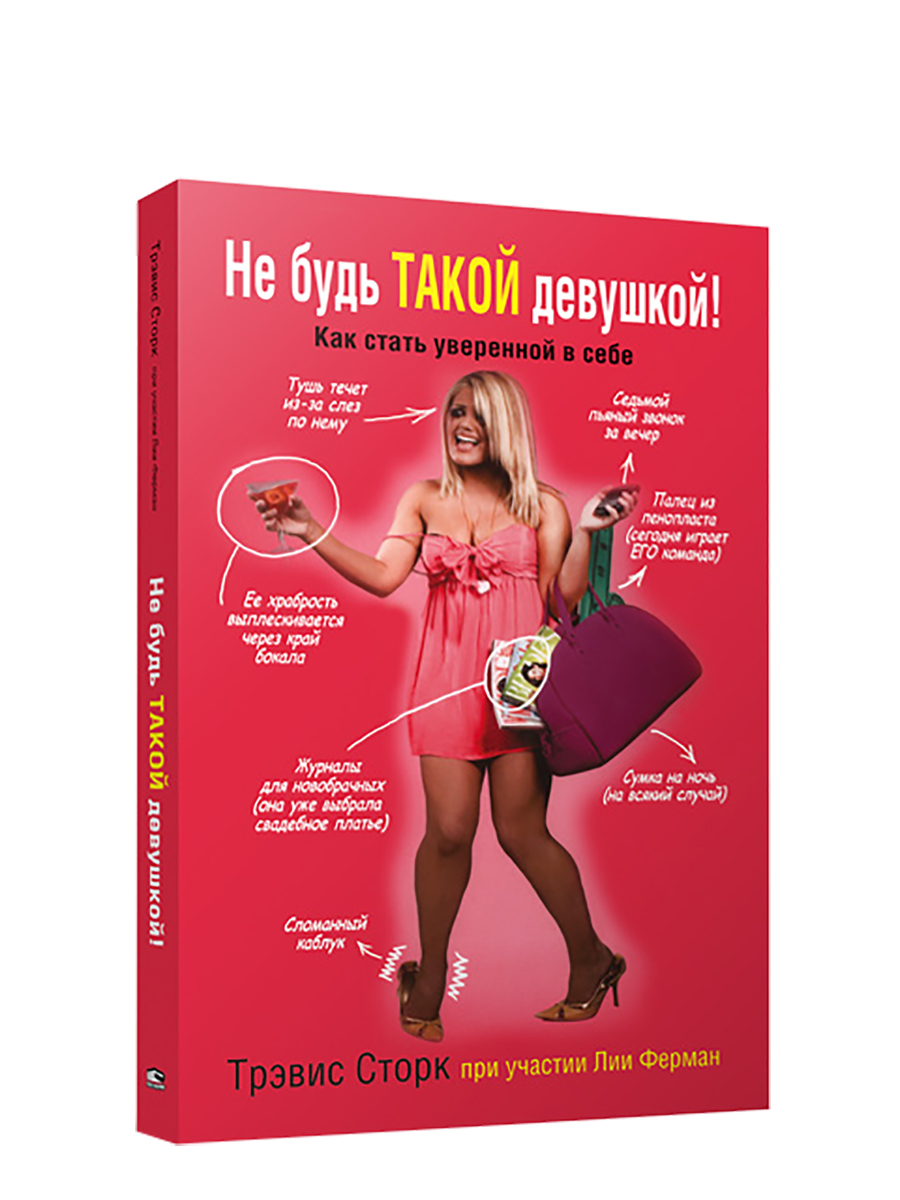 Не будь ТАКОЙ девушкой!
Как стать уверенной в себе
Тушь течет
из-за слез
по нему
Седьмой
пьяный звонок
за вечер
Палец из
пенопласта
(сегодня играет
ЕГО команда)
Ее храбрость
выплескивается
через край
бокала
Журналы
для новобрачных
(она уже выбрала
свадебное платье)
Сумка на ночь
(на всякий случай)
Сломанный
каблук
Трэвис Сторк при участии Лии Ферман
Трэвис Сторк при участии Лии Ферман
Не будь ТАКОЙ девушкой!